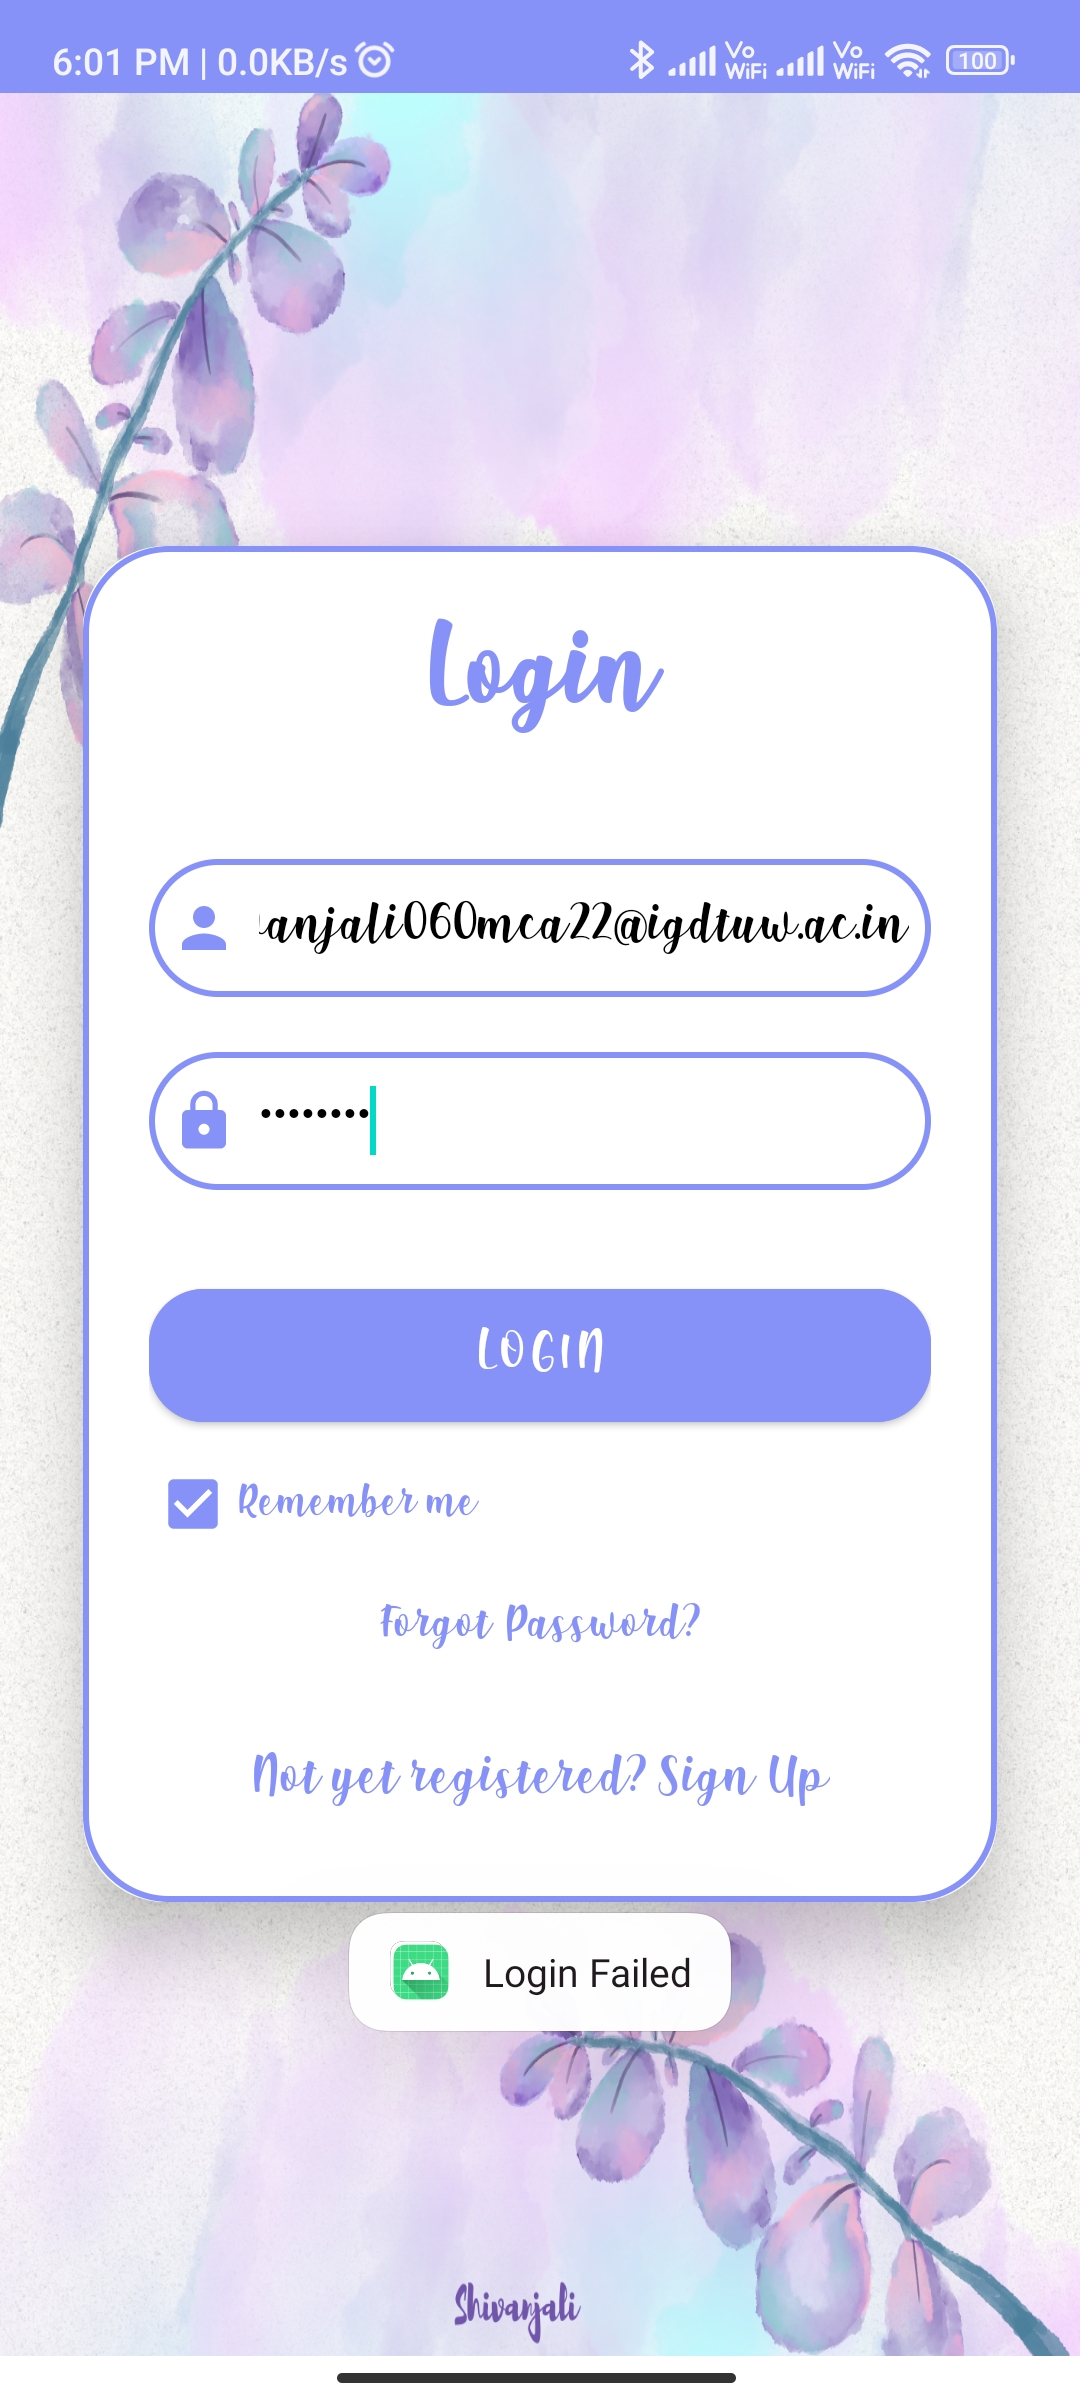 6:01 PM | 0.0KB/s Vo WiFi Vo WiFi 100
Login
anjali060mca22@igdtuw.ac.in
••••••••
LOGIN
Remember me
Forgot Password?
Not yet registered? Sign Up
Login Failed
Shivanjali